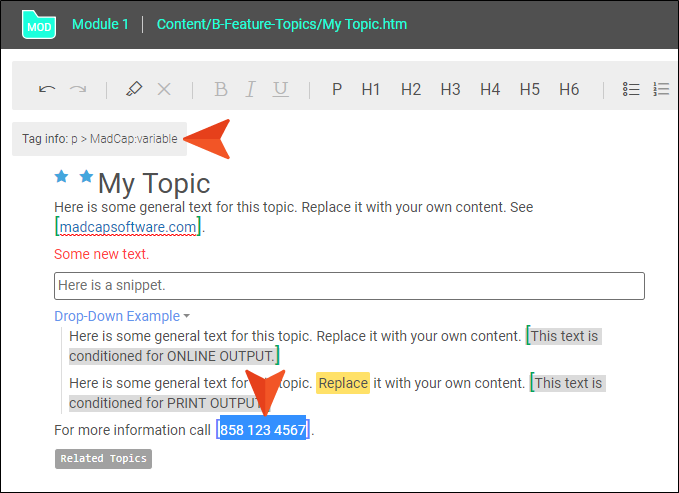 MOD Module 1 Content/B-Feature-Topics/My Topic.htm
B I U P H1 H2 H3 H4 H5 H6
Tag info: p > MadCap:variable
My Topic
Here is some general text for this topic. Replace it with your own content. See
[madcapsoftware.com].
Some new text.
Here is a snippet.
Drop-Down Example
Here is some general text for this topic. Replace it with your own content. [This text is
conditioned for ONLINE OUTPUT.]
Here is some general text for topic. Replace it with your own content. [This text is
conditioned for PRINT OUTPUT.
For more information call [858 123 4567].
Related Topics